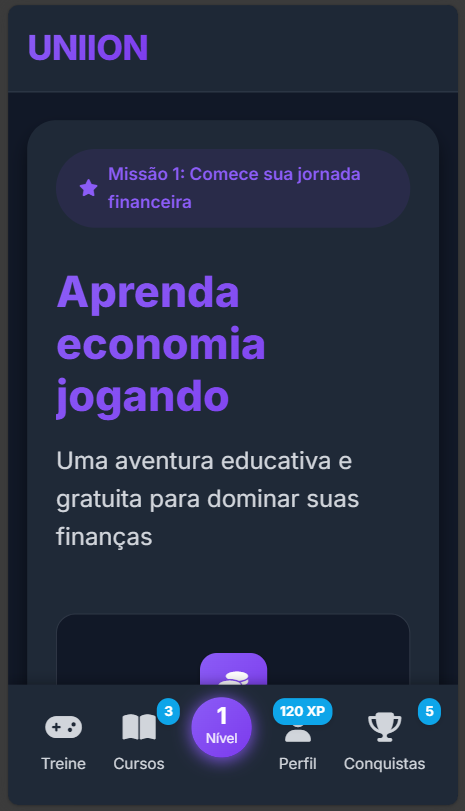 UNIION
Missão 1: Comece sua jornada
financeira
Aprenda
economia
jogando
Uma aventura educativa e
gratuita para dominar suas
finanças
3
120 XP
5
1
Nível
Treine
Cursos
Perfil
Conquistas